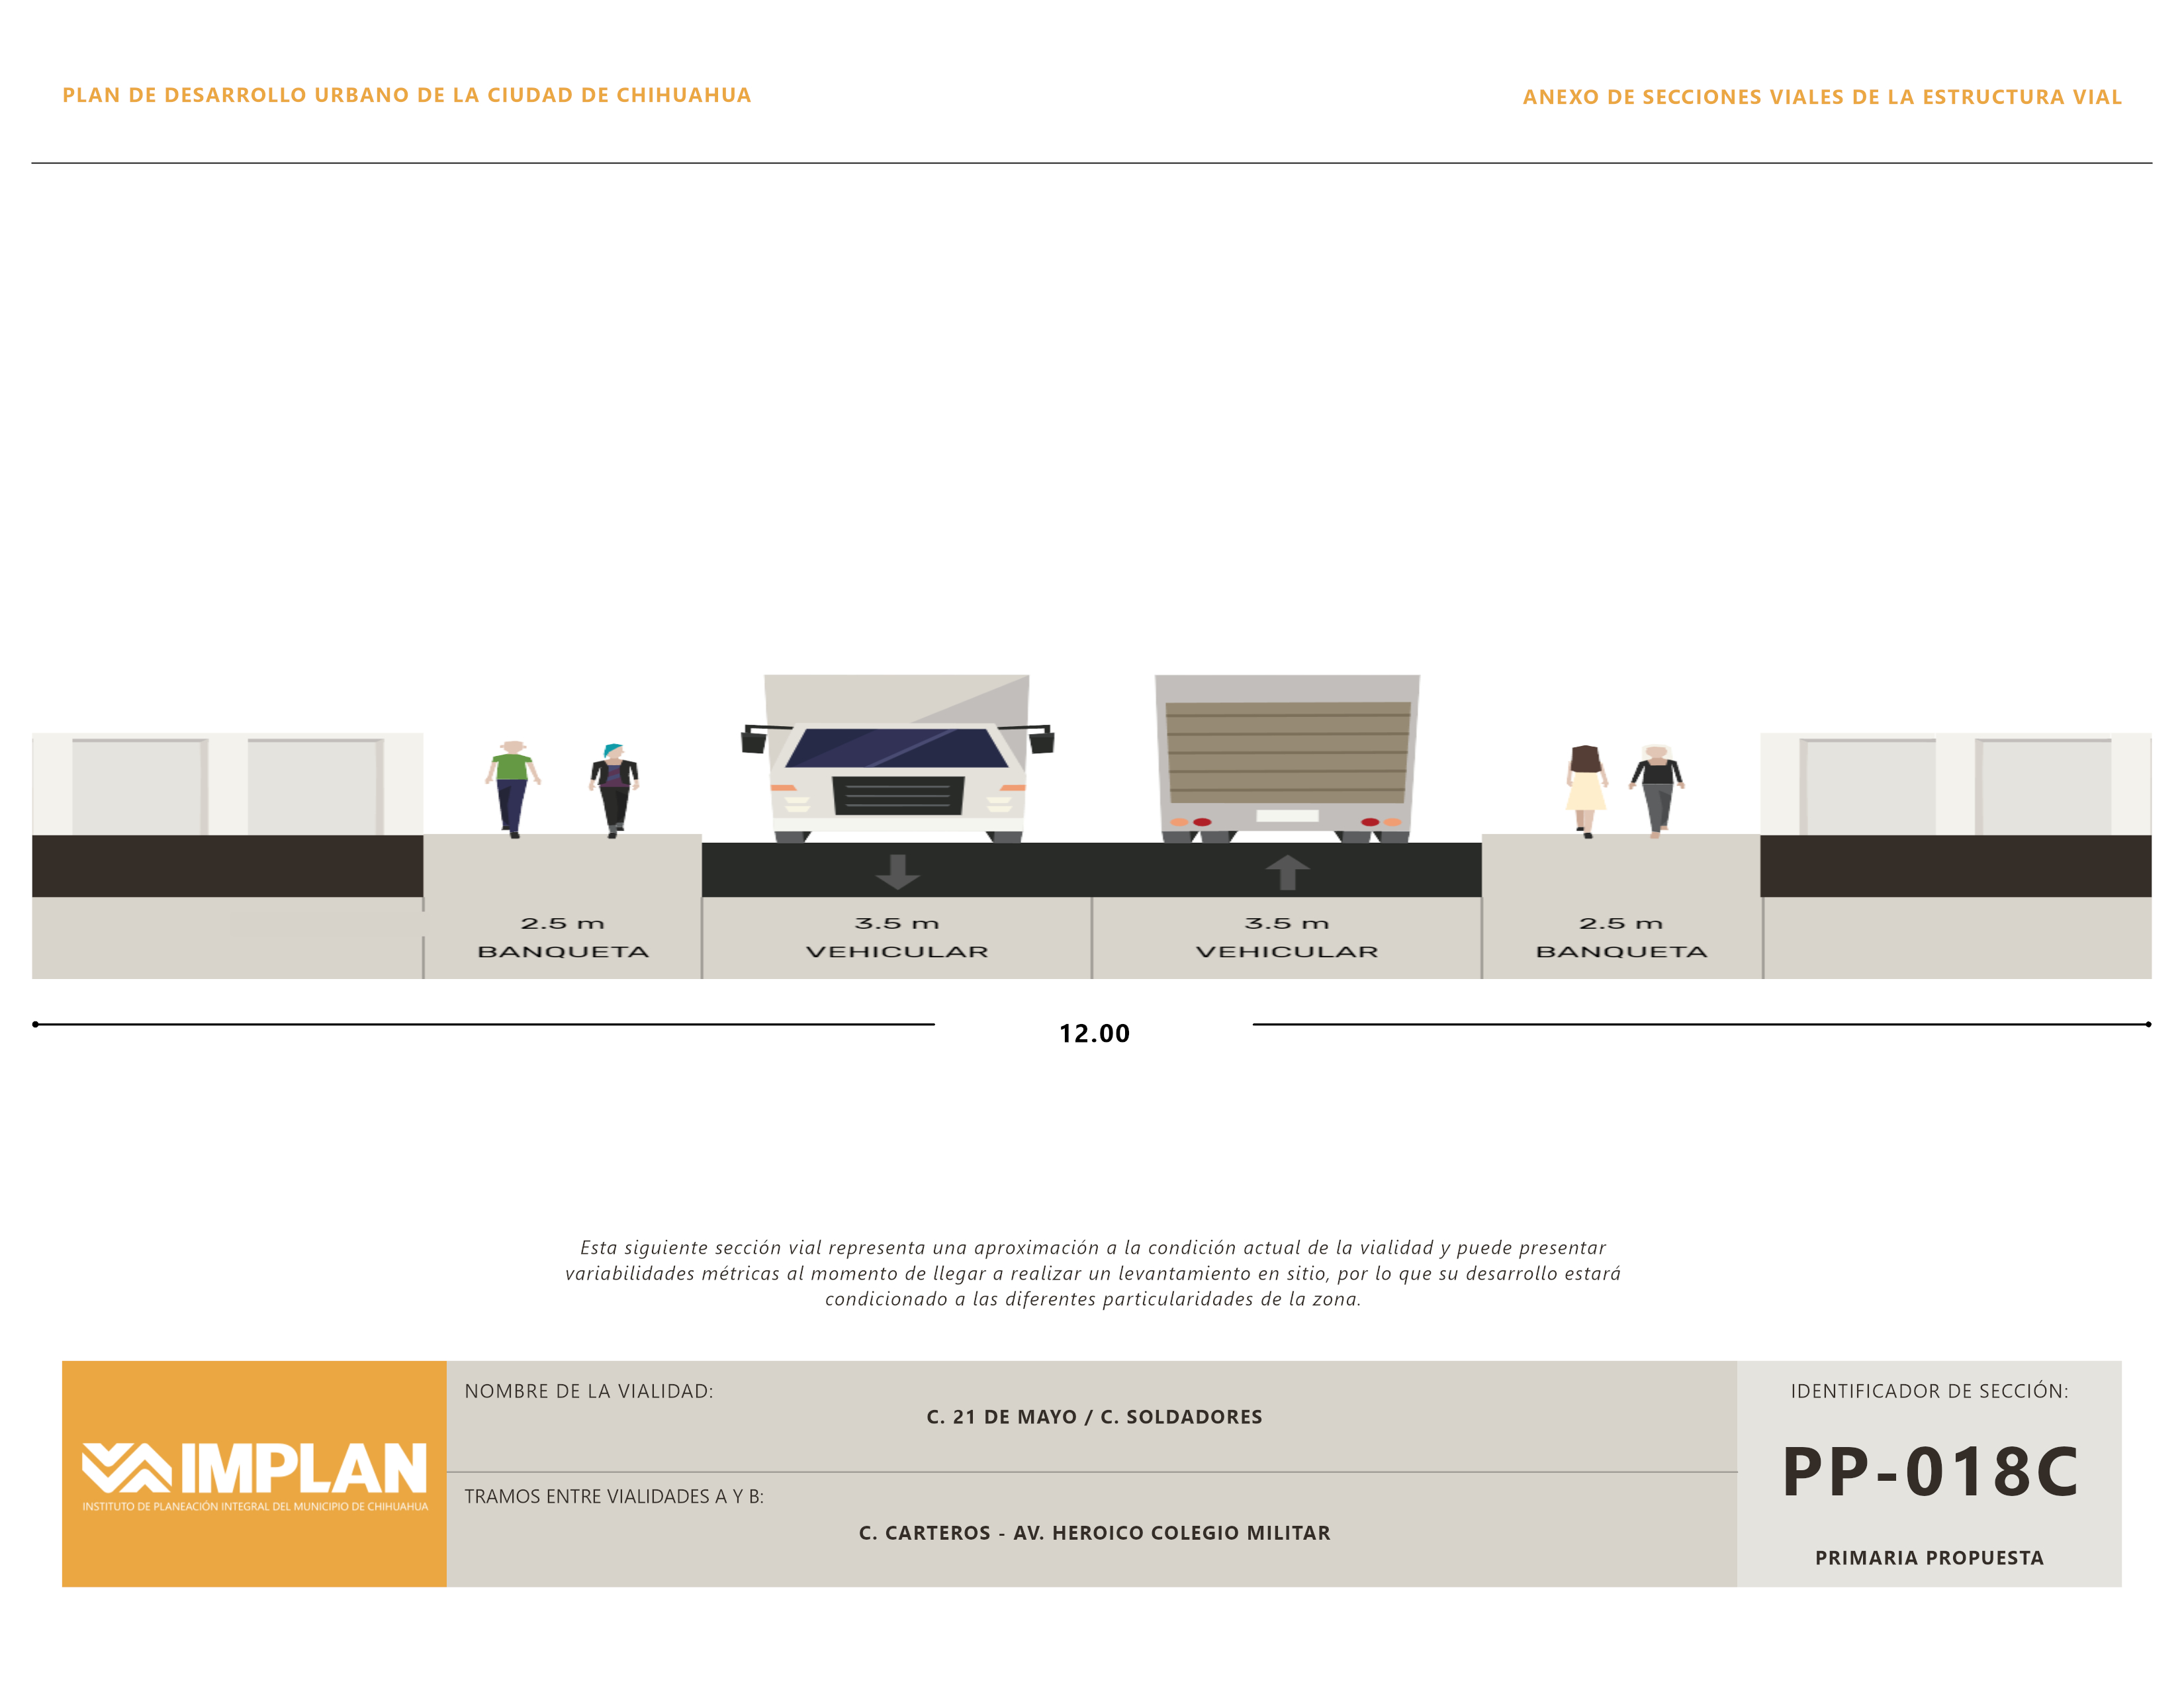 PLAN DE DESARROLLO URBANO DE LA CIUDAD DE CHIHUAHUA
ANEXO DE SECCIONES VIALES DE LA ESTRUCTURA VIAL
2.5 m
BANQUETA
3.5 m
VEHICULAR
3.5 m
VEHICULAR
2.5 m
BANQUETA
12.00
Esta siguiente sección vial representa una aproximación a la condición actual de la vialidad y puede presentar
variabilidades métricas al momento de llegar a realizar un levantamiento en sitio, por lo que su desarrollo estará
condicionado a las diferentes particularidades de la zona.
IMPLAN
INSTITUTO DE PLANEACIÓN INTEGRAL DEL MUNICIPIO DE CHIHUAHUA
NOMBRE DE LA VIALIDAD:
C. 21 DE MAYO / C. SOLDADORES
TRAMOS ENTRE VIALIDADES A Y B:
C. CARTEROS - AV. HEROICO COLEGIO MILITAR
IDENTIFICADOR DE SECCIÓN:
PP-018C
PRIMARIA PROPUESTA